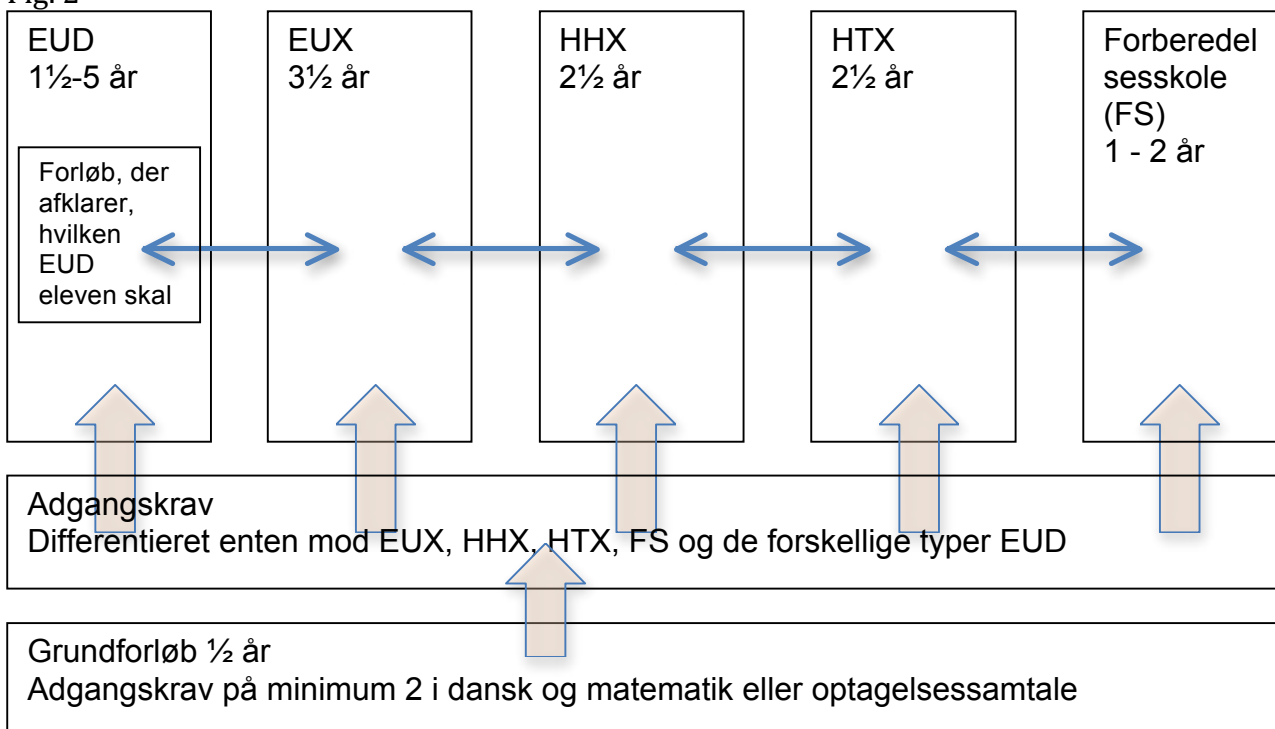 Fig. 2
EUD
1½-5 år
Forløb, der
afklarer,
hvilken
EUD
eleven skal
EUX
3½ år
HHX
2½ år
HTX
2½ år
Forberedel
sesskole
(FS)
1 - 2 år
Adgangskrav
Differentieret enten mod EUX, HHX, HTX, FS og de forskellige typer EUD
Grundforløb ½ år
Adgangskrav på minimum 2 i dansk og matematik eller optagelsessamtale